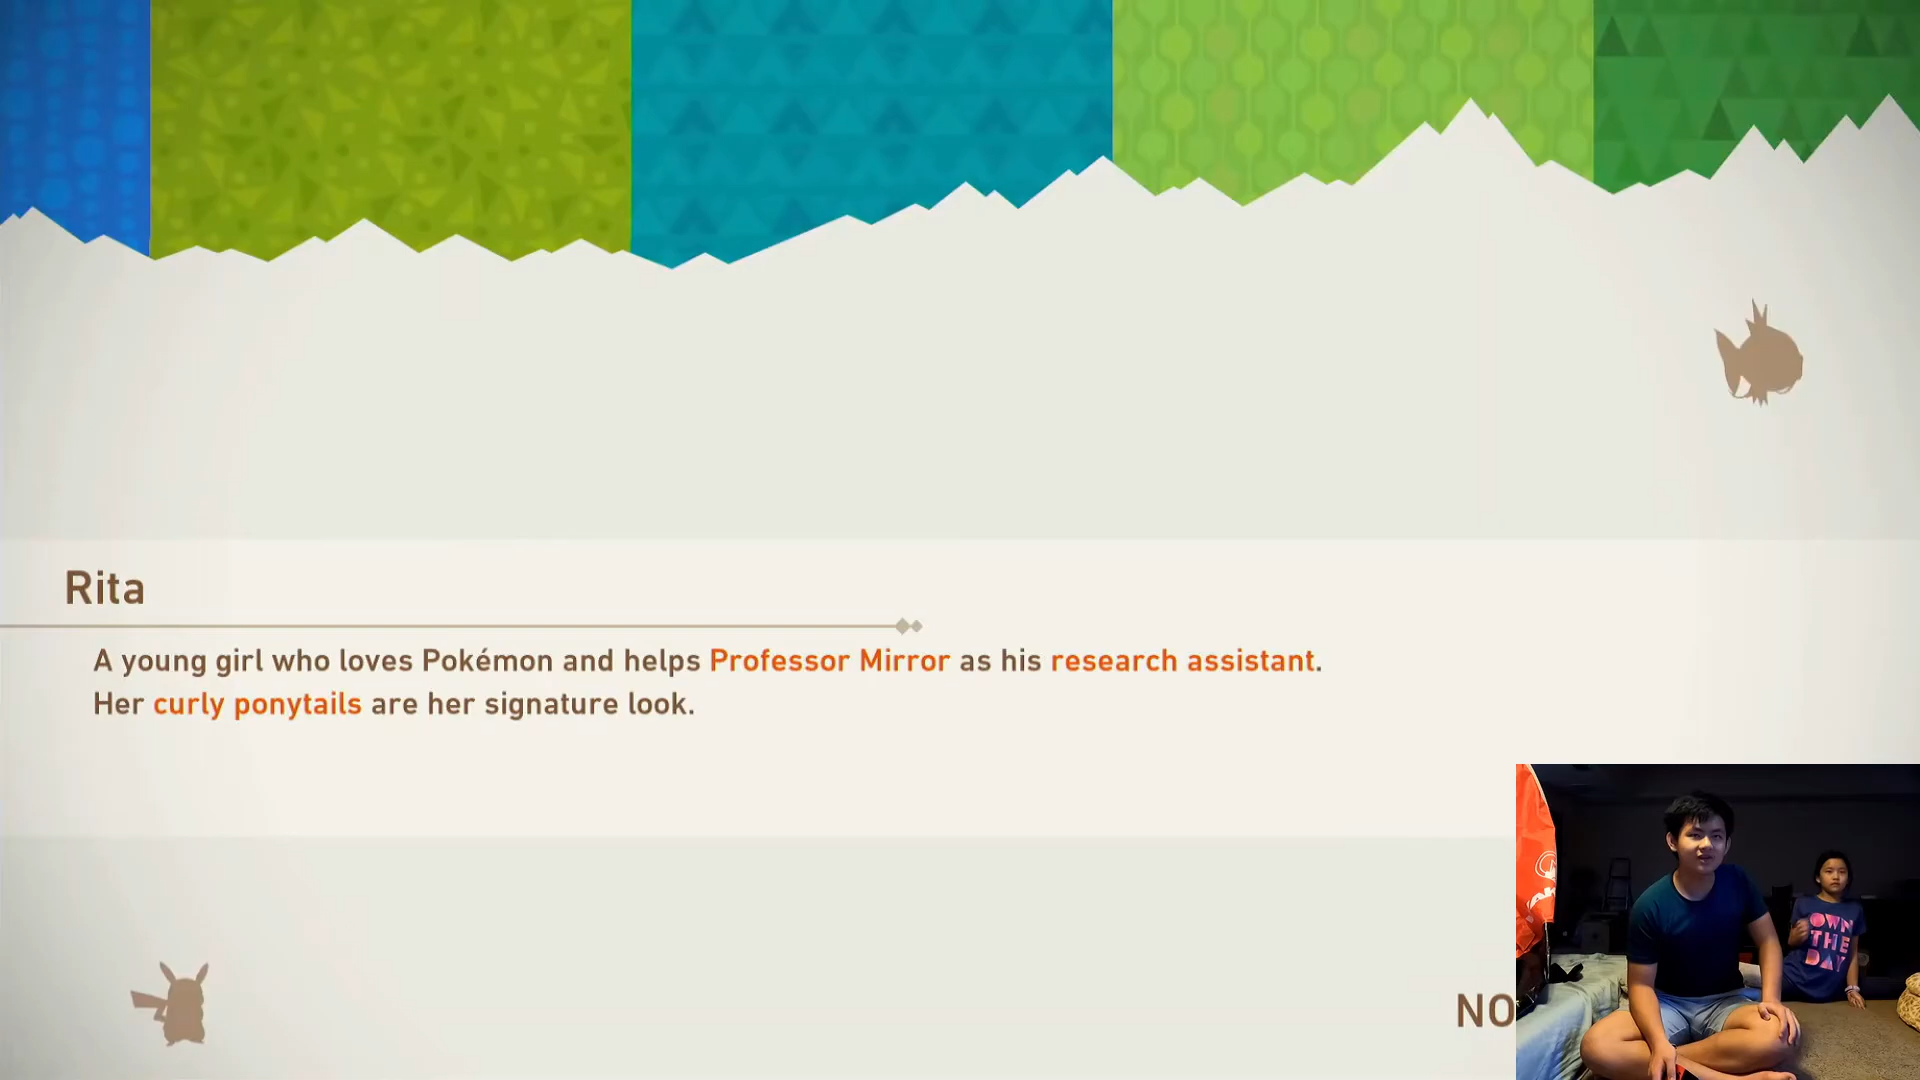 Rita
A young girl who loves Pokémon and helps Professor Mirror as his research assistant.
Her curly ponytails are her signature look.
NO
OWN
THE
DAY